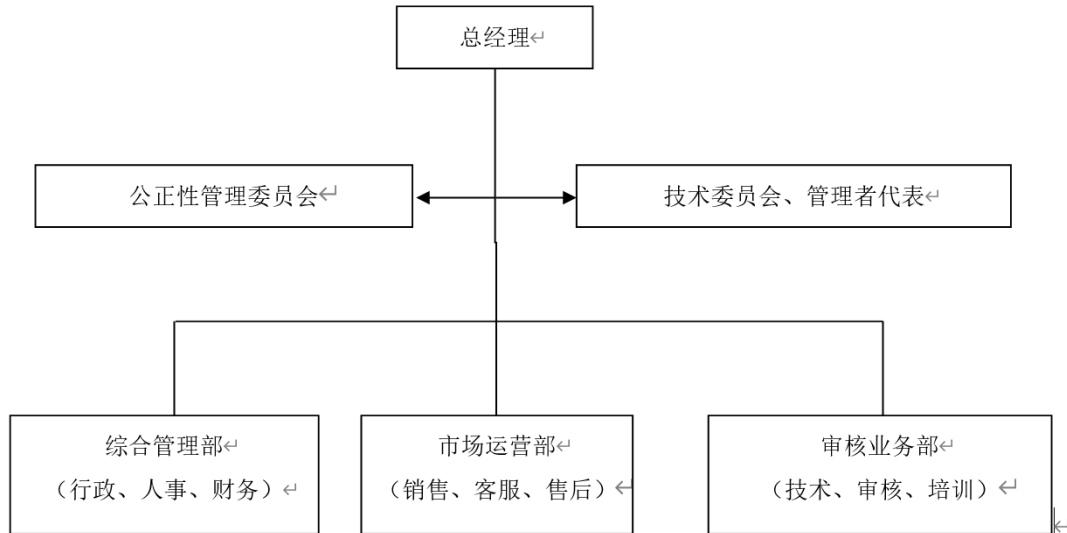 总经理
公正性管理委员会
技术委员会、管理者代表
综合管理部
（行政、人事、财务）
市场运营部
（销售、客服、售后）
审核业务部
（技术、审核、培训）